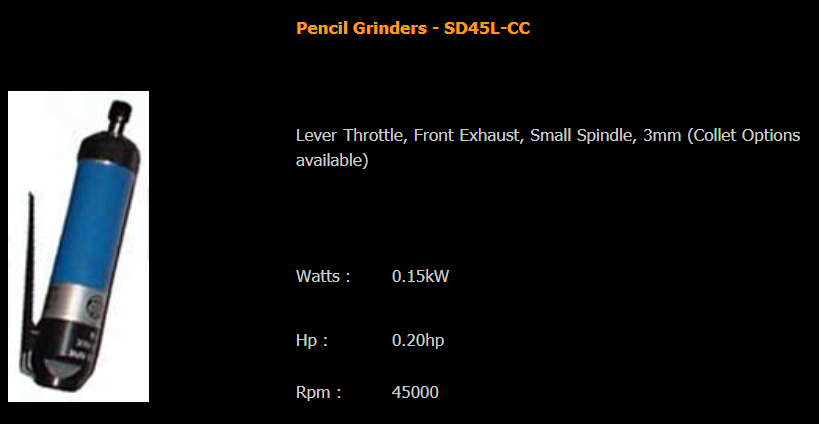 Pencil Grinders - SD45L-CC
Lever Throttle, Front Exhaust, Small Spindle, 3mm (Collet Options
available)
Watts : 0.15kW
Hp : 0.20hp
Rpm : 45000